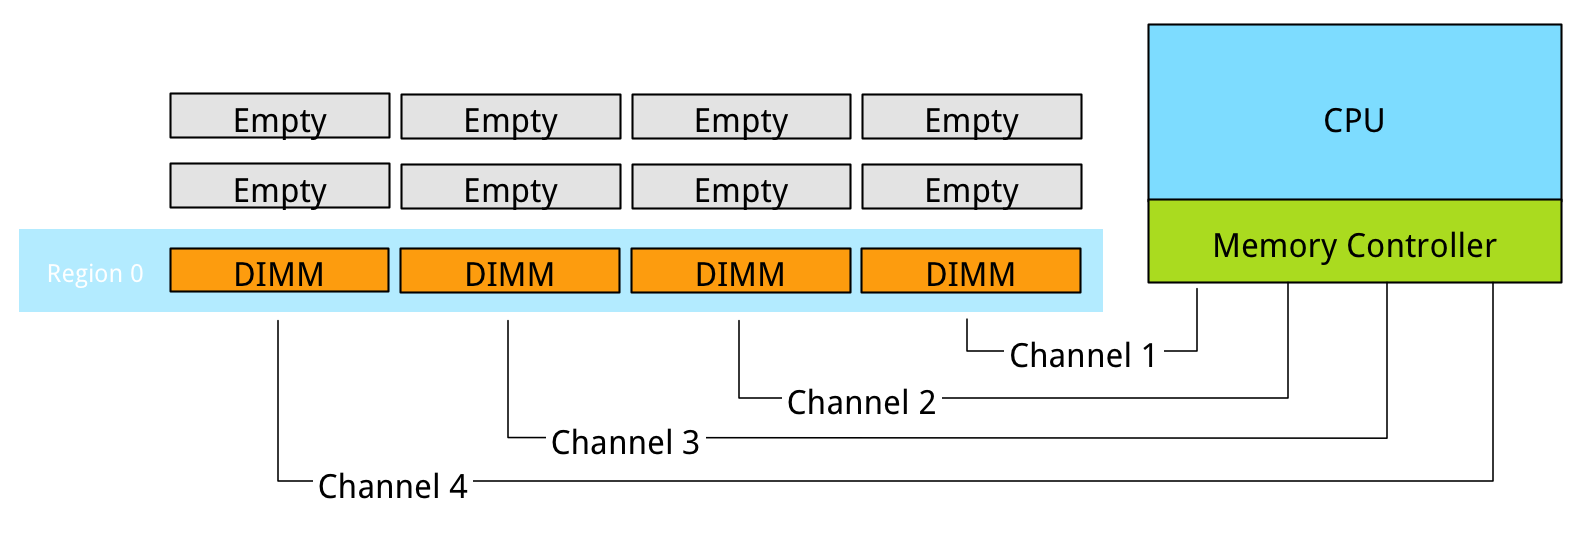 CPU
Empty Empty Empty Empty
Empty Empty Empty Empty
Memory Controller
Region 0 DIMM DIMM DIMM DIMM
Channel 1
Channel 2
Channel 3
Channel 4